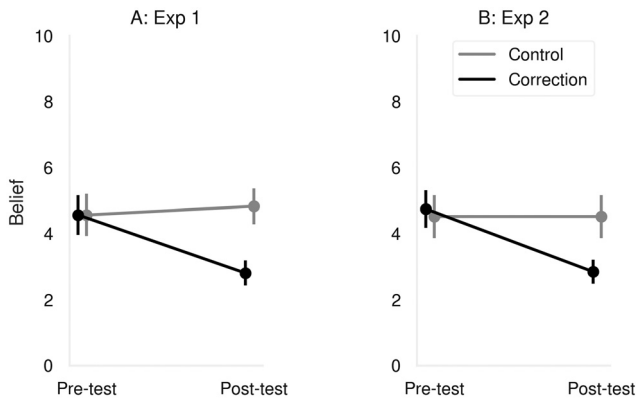 A: Exp 1
B: Exp 2
Control
Correction
Belief
10
8
6
4
2
0
Pre-test
Post-test
10
8
6
4
2
0
Pre-test
Post-test